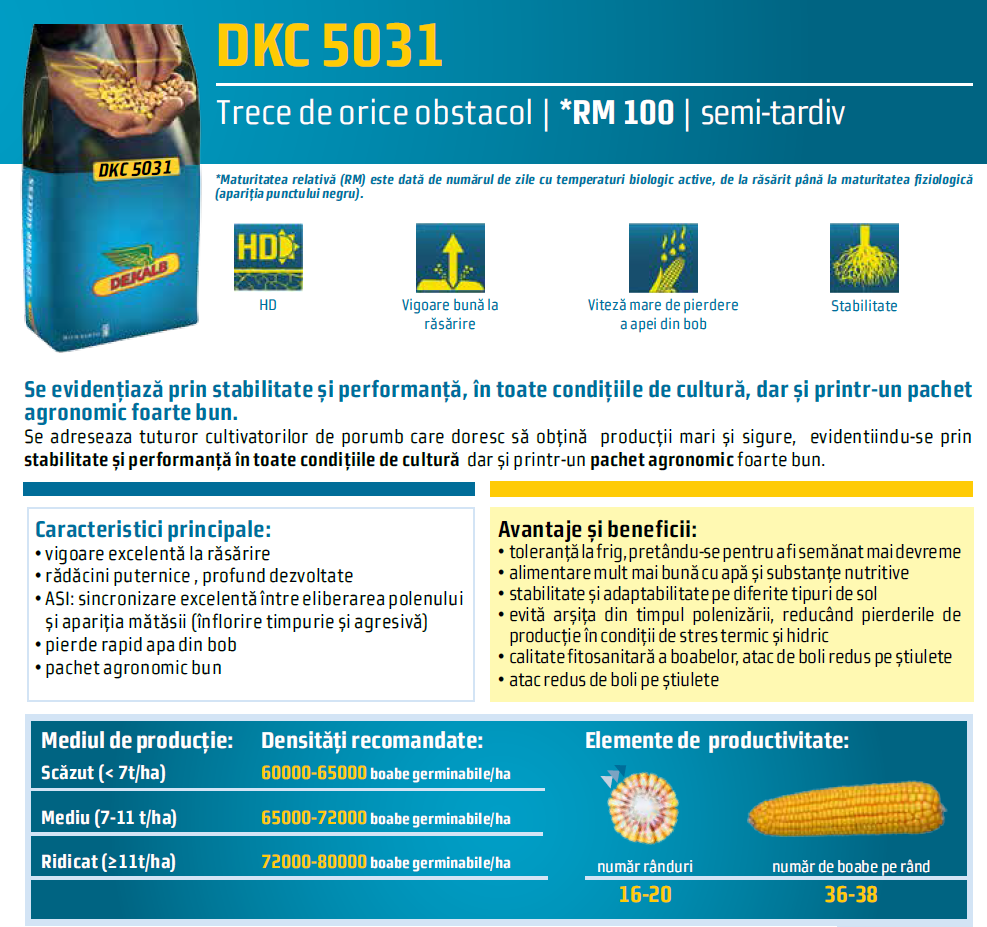 DKC 5031
Trece de orice obstacol | *RM 100 | semi-tardiv
DKC 5031
SEED YOUR SUCCESS
DEKALB
*Maturitatea relativă (RM) este dată de numărul de zile cu temperaturi biologic active, de la răsărit până la maturitatea fiziologică
(apariția punctului negru).
HD
HD
Vigoare bună la
răsărire
Viteză mare de pierdere
a apei din bob
Stabilitate
Se evidențiază prin stabilitate și performanță, în toate condițiile de cultură, dar și printr-un pachet
agronomic foarte bun.
Se adreseaza tuturor cultivatorilor de porumb care doresc să obțină producții mari și sigure, evidentiindu-se prin
stabilitate și performanță în toate condițiile de cultură dar și printr-un pachet agronomic foarte bun.
Caracteristici principale:
• vigoare excelentă la răsărire
• rădăcini puternice , profund dezvoltate
• ASI: sincronizare excelentă între eliberarea polenului
și apariția mătăsii (înflorire timpurie și agresivă)
• pierde rapid apa din bob
• pachet agronomic bun
Avantaje și beneficii:
• toleranță la frig, pretându-se pentru a fi semănat mai devreme
• alimentare mult mai bună cu apă și substanțe nutritive
• stabilitate și adaptabilitate pe diferite tipuri de sol
• evită arșița din timpul polenizării, reducând pierderile de
producție în condiții de stres termic și hidric
• calitate fitosanitară a boabelor, atac de boli redus pe știulete
• atac redus de boli pe știulete
Mediul de producție: Densități recomandate:
Scăzut (< 7t/ha) 60000-65000 boabe germinabile/ha
Mediu (7-11 t/ha) 65000-72000 boabe germinabile/ha
Ridicat (≥11t/ha) 72000-80000 boabe germinabile/ha
Elemente de productivitate:
număr rânduri număr de boabe pe rând
16-20 36-38